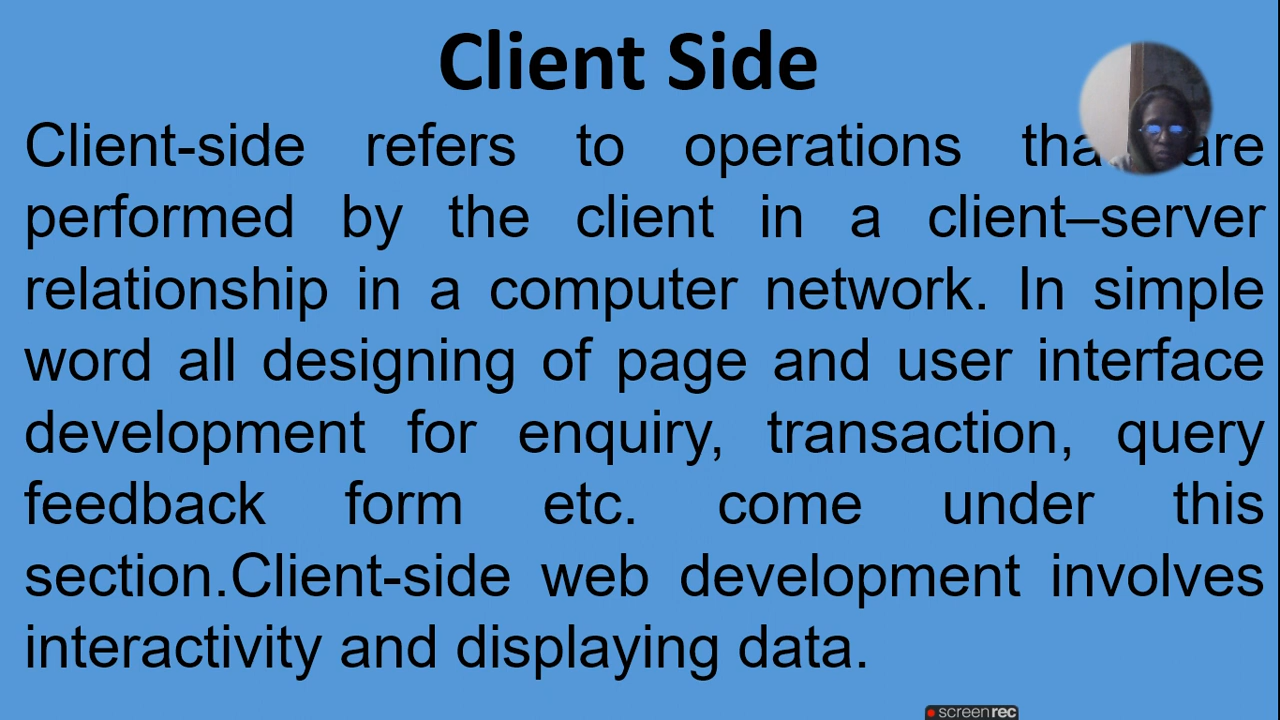 Client Side
Client-side refers to operations tha are
performed by the client in a client–server
relationship in a computer network. In simple
word all designing of page and user interface
development for enquiry, transaction, query
feedback form etc. come under this
section.Client-side web development involves
interactivity and displaying data.
screenrec